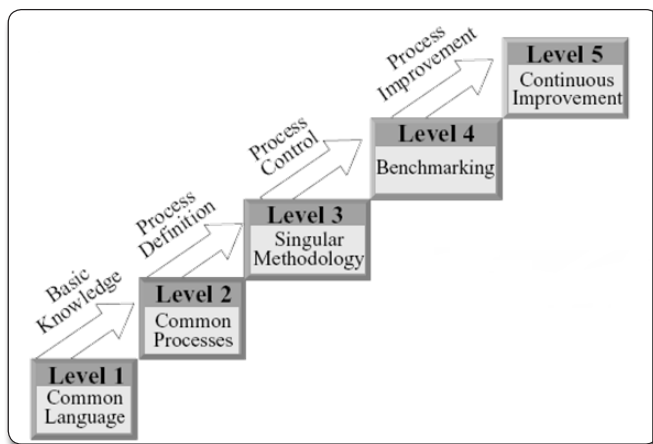 Process
Improvement
Level 5
Continuous
Improvement
Process
Control
Level 4
Benchmarking
Process
Definition
Level 3
Singular
Methodology
Basic
Knowledge
Level 2
Common
Processes
Level 1
Common
Language